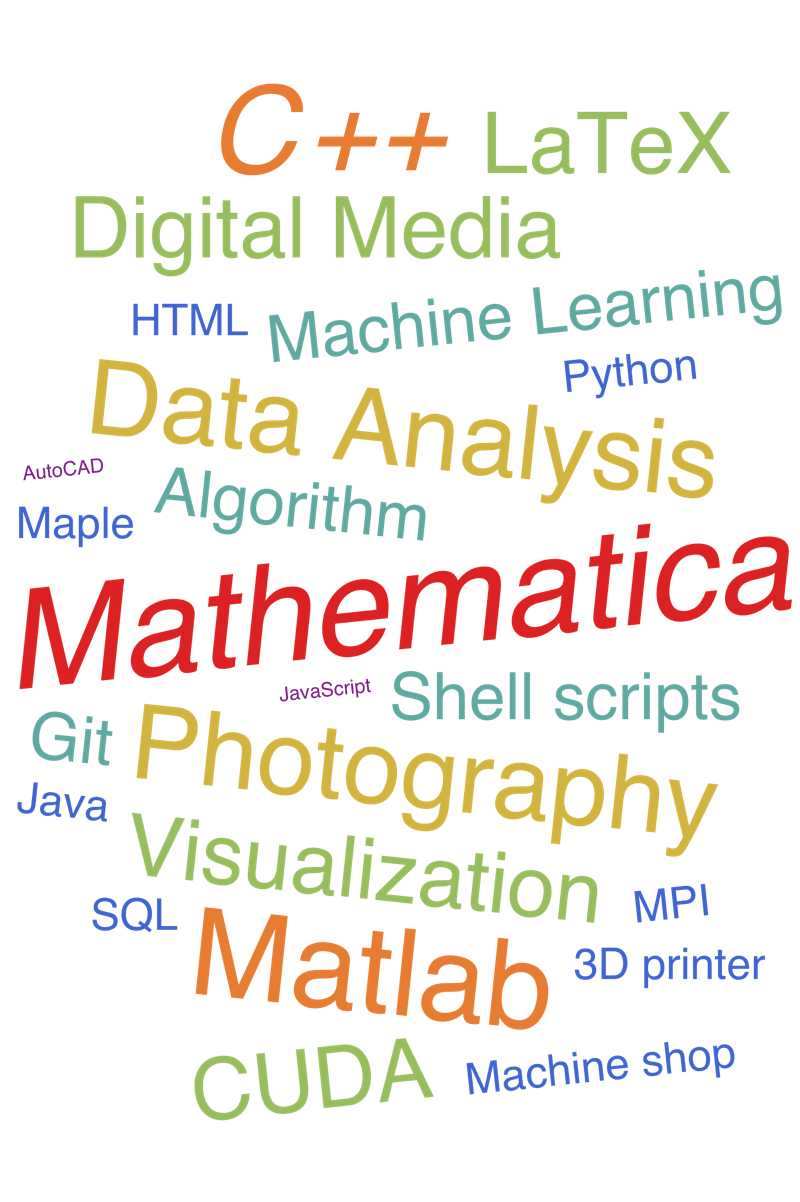 C++ LaTeX
Digital Media
HTML Machine Learning
Python
Data Analysis
AutoCAD
Algorithm
Maple
Mathematica
JavaScript Shell scripts
Git Photography
Java
Visualization
SQL MPI
Matlab 3D printer
CUDA Machine shop